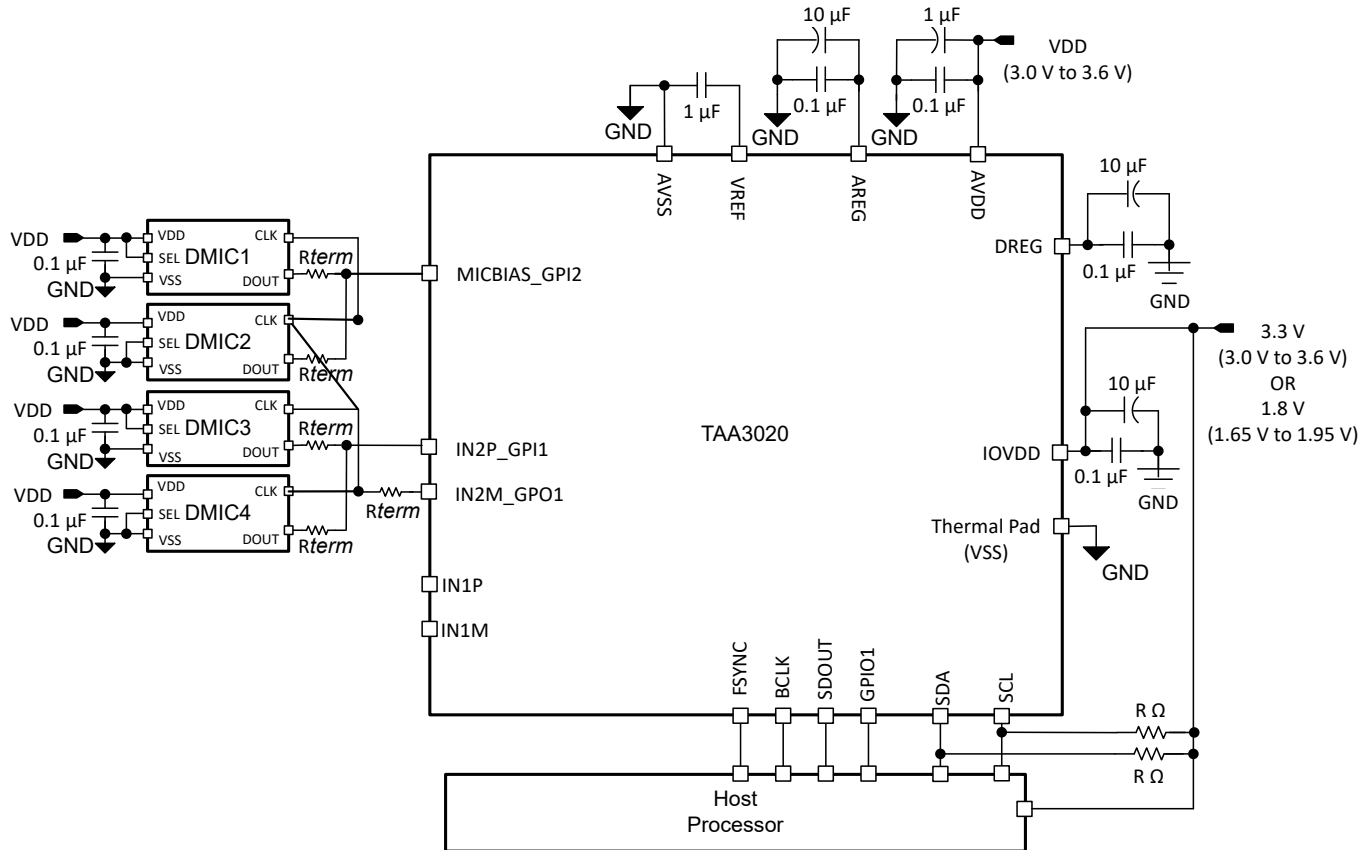 10 µF
1 µF
VDD
(3.0 V to 3.6 V)
1 µF
0.1 µF
0.1 µF
GND
GND
GND
AVSS
VREF
AREG
AVDD
10 µF
DREG
0.1 µF
GND
VDD
0.1 µF
GND
VDD
SEL
VSS
DMIC1
CLK
DOUT
Rterm
MICBIAS_GPI2
VDD
0.1 µF
GND
VDD
SEL
VSS
DMIC2
CLK
DOUT
Rterm
VDD
0.1 µF
GND
VDD
SEL
VSS
DMIC3
CLK
DOUT
Rterm
IN2P_GPI1
VDD
0.1 µF
GND
VDD
SEL
VSS
DMIC4
CLK
DOUT
Rterm
Rterm
IN2M_GPO1
IN1P
IN1M
TAA3020
3.3 V
(3.0 V to 3.6 V)
OR
1.8 V
(1.65 V to 1.95 V)
10 µF
IOVDD
0.1 µF
GND
Thermal Pad
(VSS)
GND
FSYNC
BCLK
SDOUT
GPIO1
SDA
SCL
R Ω
R Ω
Host
Processor